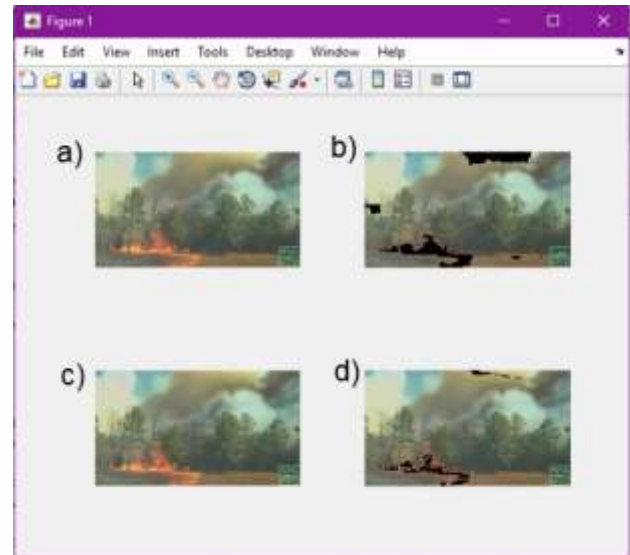 Figure 1
File Edit View Insert Tools Desktop Window Help
a)
b)
c)
d)